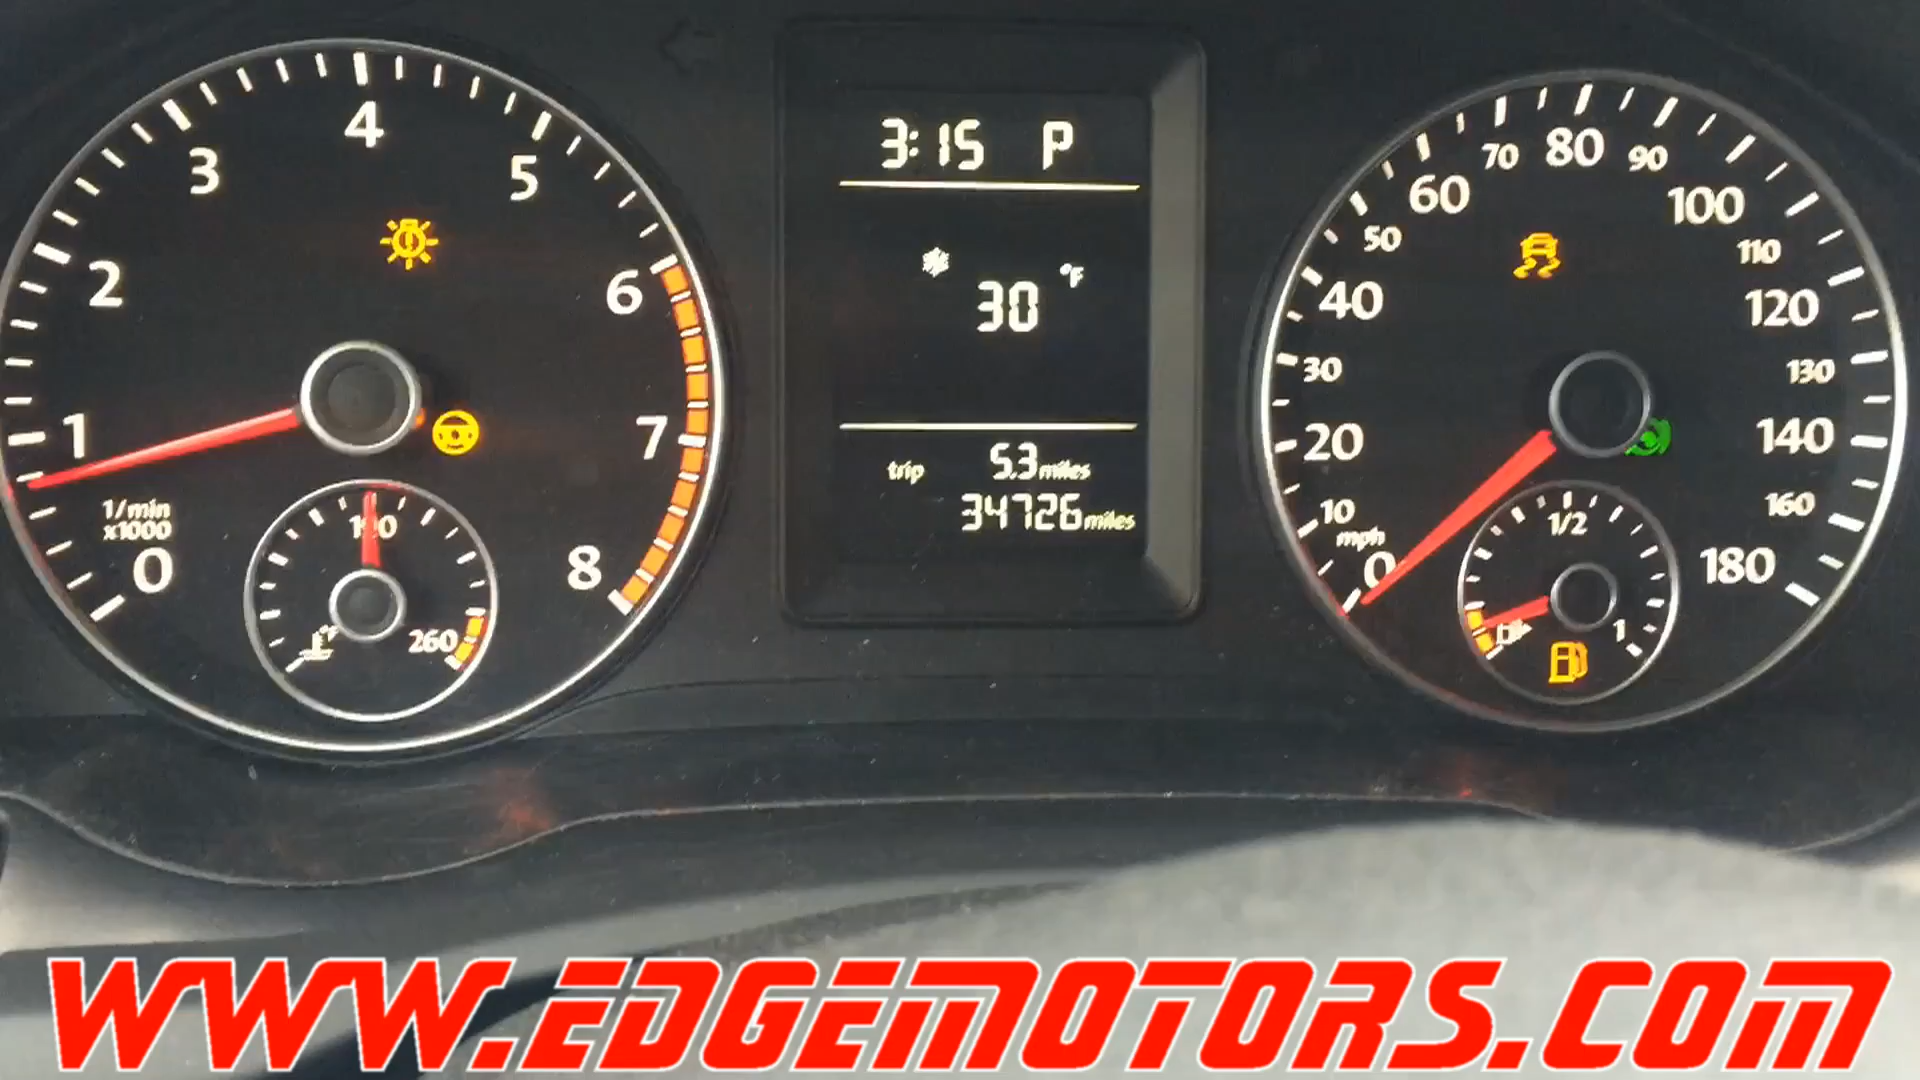 0 1 2 3 4 5 6 7 8
1/min
x1000
190
260
°F
3:15 P
30 °F
trip 5.3 miles
34726 miles
0 10 20 30 40 50 60 70 80 90 100 110 120 130 140 160 180
mph
1/2
1
WWW.EDGEMOTORS.COM